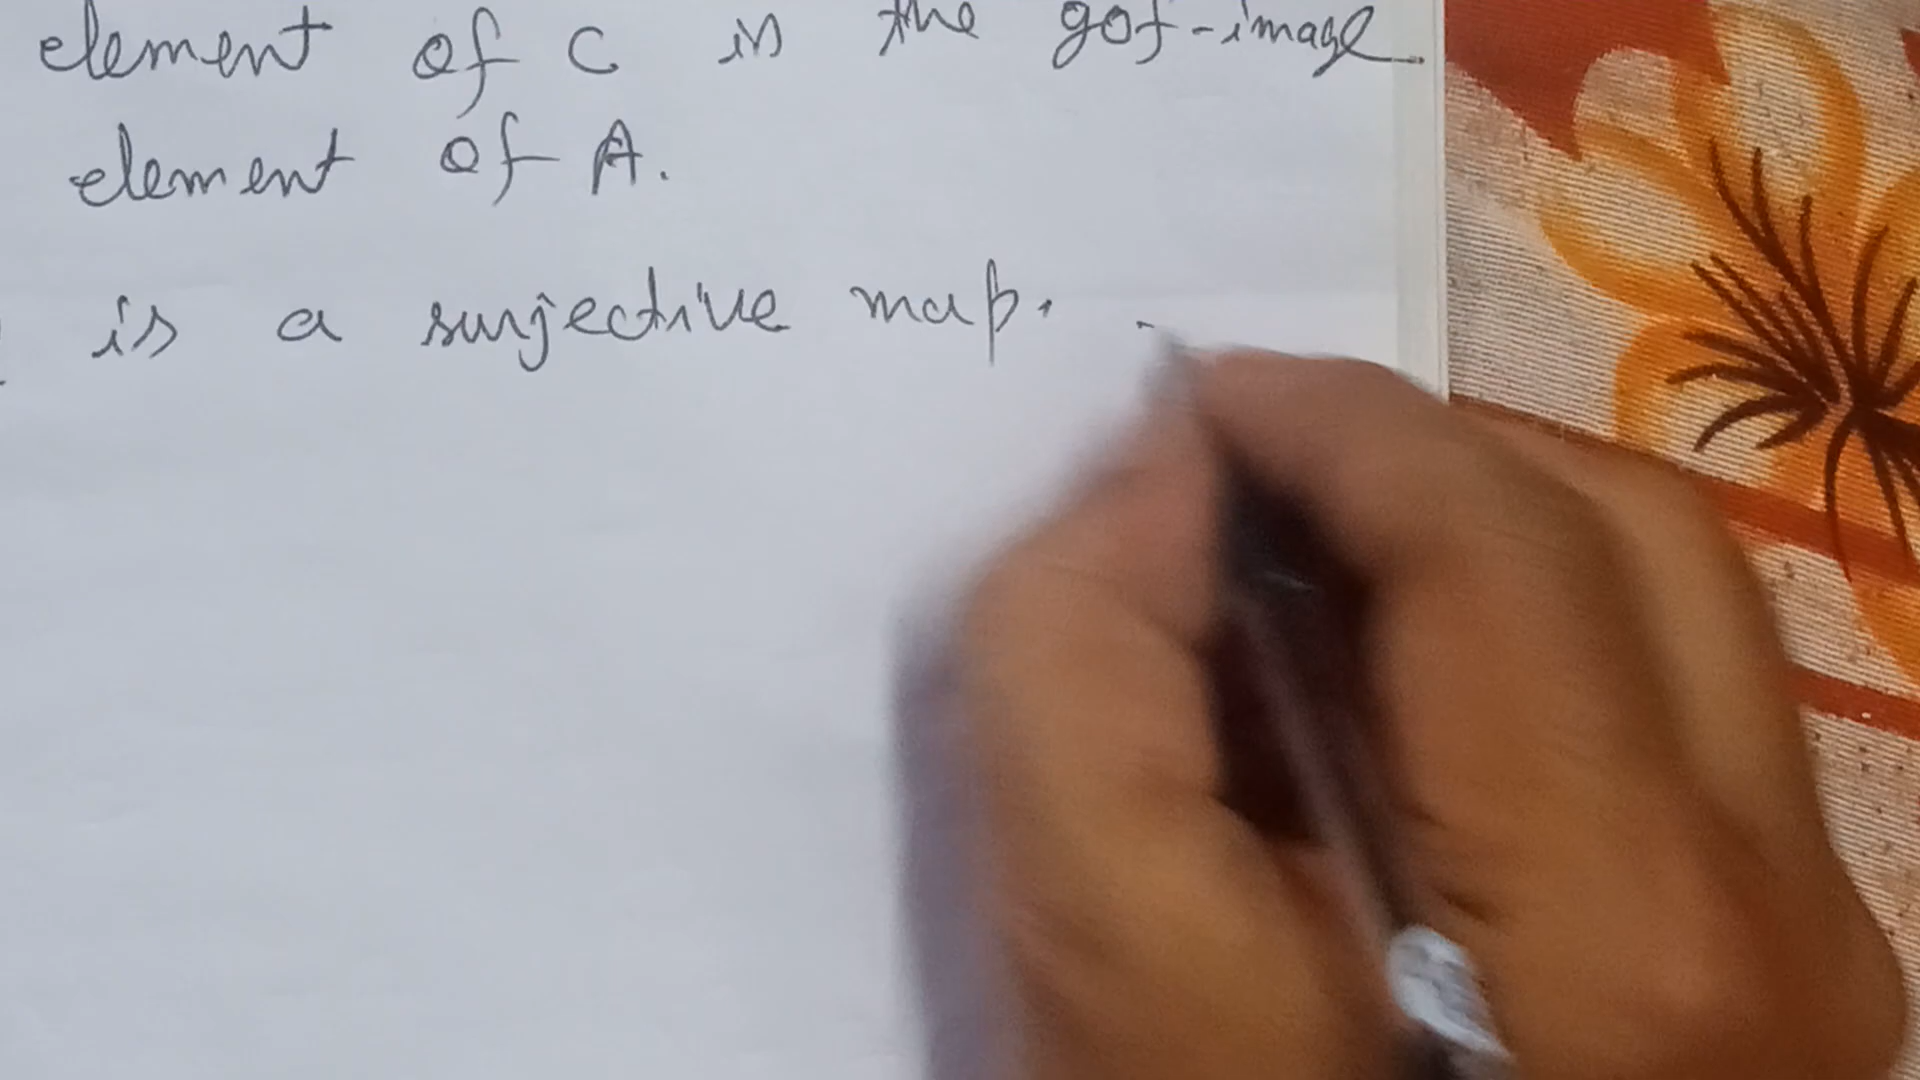 element of C is the gof-image
element of A.
is a surjective map.